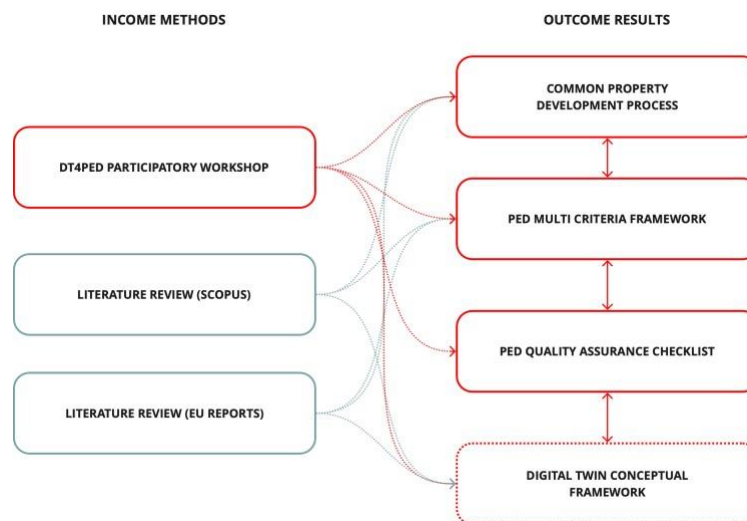 INCOME METHODS
OUTCOME RESULTS
DT4PED PARTICIPATORY WORKSHOP
LITERATURE REVIEW (SCOPUS)
LITERATURE REVIEW (EU REPORTS)
COMMON PROPERTY
DEVELOPMENT PROCESS
PED MULTI CRITERIA FRAMEWORK
PED QUALITY ASSURANCE CHECKLIST
DIGITAL TWIN CONCEPTUAL
FRAMEWORK